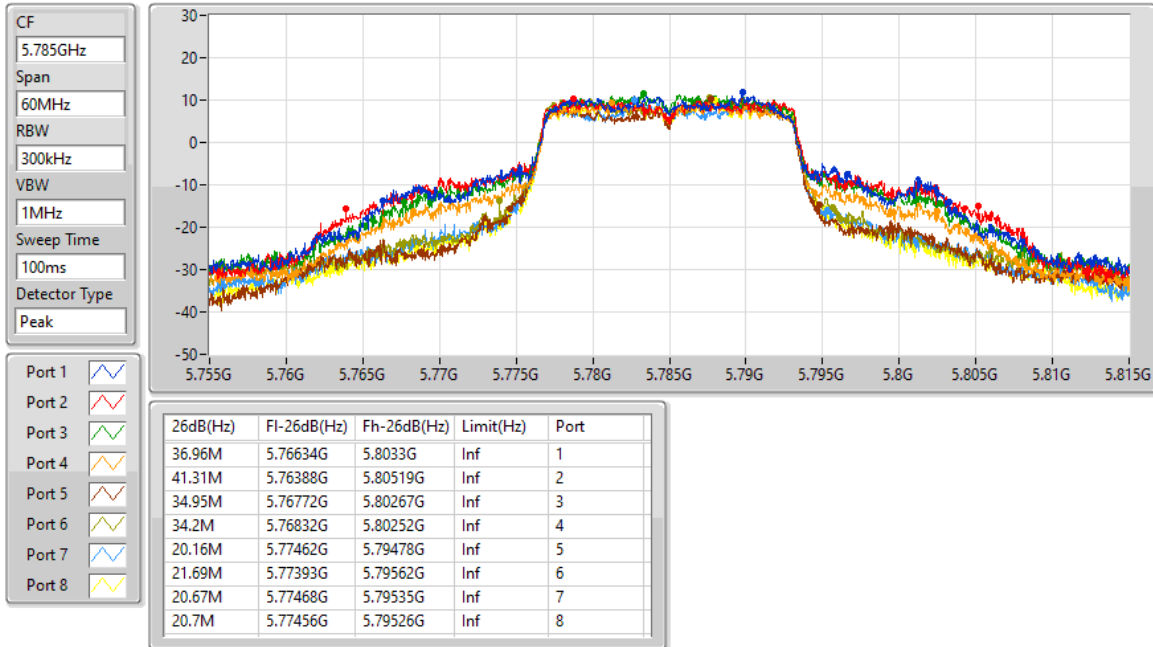 CF
5.785GHz
Span
60MHz
RBW
300kHz
VBW
1MHz
Sweep Time
100ms
Detector Type
Peak
30
20
10
0
-10
-20
-30
-40
-50
5.755G 5.76G 5.765G 5.77G 5.775G 5.78G 5.785G 5.79G 5.795G 5.8G 5.805G 5.81G 5.815G
Port 1
Port 2
Port 3
Port 4
Port 5
Port 6
Port 7
Port 8
26dB(Hz) Fl-26dB(Hz) Fh-26dB(Hz) Limit(Hz) Port
36.96M 5.76634G 5.8033G Inf 1
41.31M 5.76388G 5.80519G Inf 2
34.95M 5.76772G 5.80267G Inf 3
34.2M 5.76832G 5.80252G Inf 4
20.16M 5.77462G 5.79478G Inf 5
21.69M 5.77393G 5.79562G Inf 6
20.67M 5.77468G 5.79535G Inf 7
20.7M 5.77456G 5.79526G Inf 8